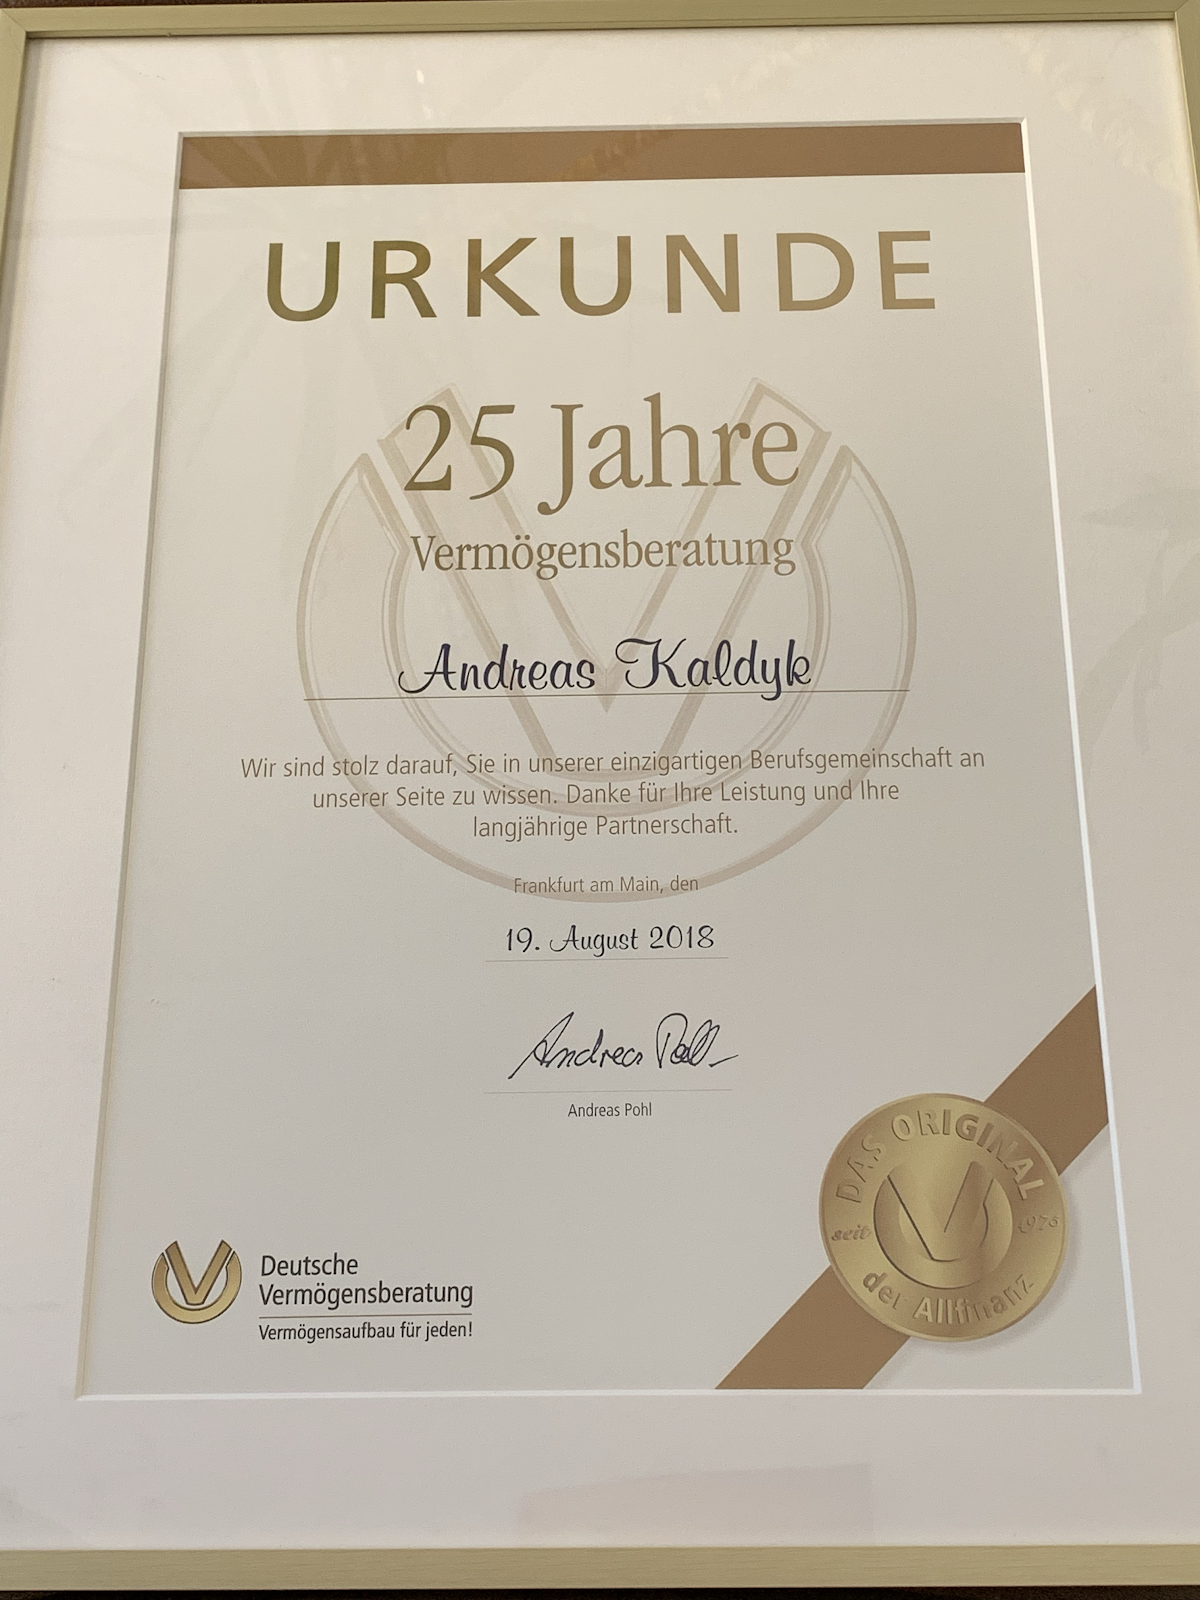 URKUNDE
25 Jahre
Vermögensberatung
Andreas Kaldyk
Wir sind stolz darauf, Sie in unserer einzigartigen Berufsgemeinschaft an
unserer Seite zu wissen. Danke für Ihre Leistung und Ihre
langjährige Partnerschaft.
Frankfurt am Main, den
19. August 2018
Andreas Pohl
Andreas Pohl
DAS ORIGINAL
seit 1975
der Allfinanz
Deutsche
Vermögensberatung
Vermögensaufbau für jeden!